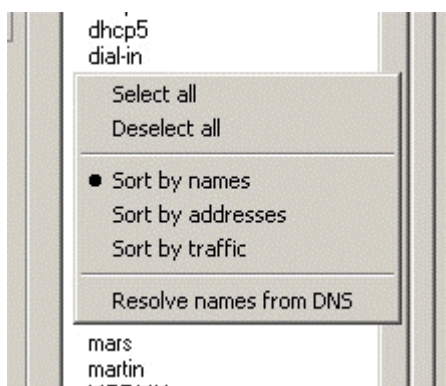 dhcp5
dial-in
Select all
Deselect all
Sort by names
Sort by addresses
Sort by traffic
Resolve names from DNS
mars
martin